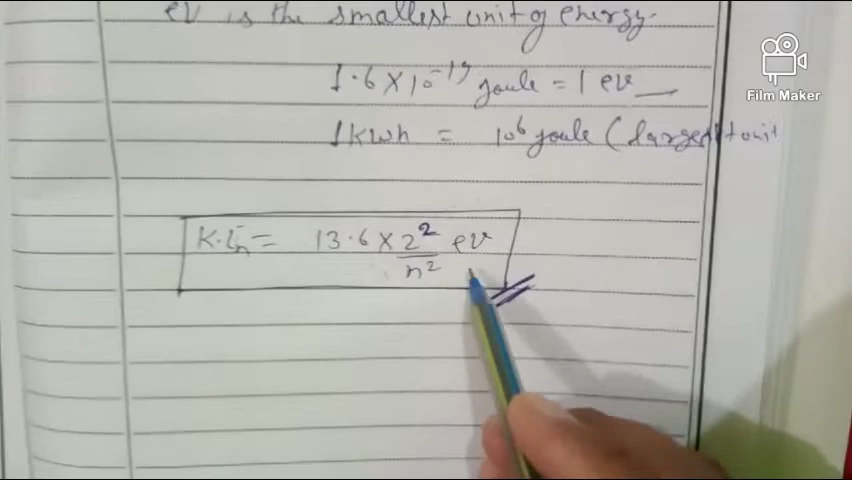 ev is the smallest unit of energy.
1.6 × 10⁻¹⁹ joule = 1 ev
1 kwh = 10⁶ joule (largest unit
K.En = 13.6 × Z²/n² ev
Film Maker